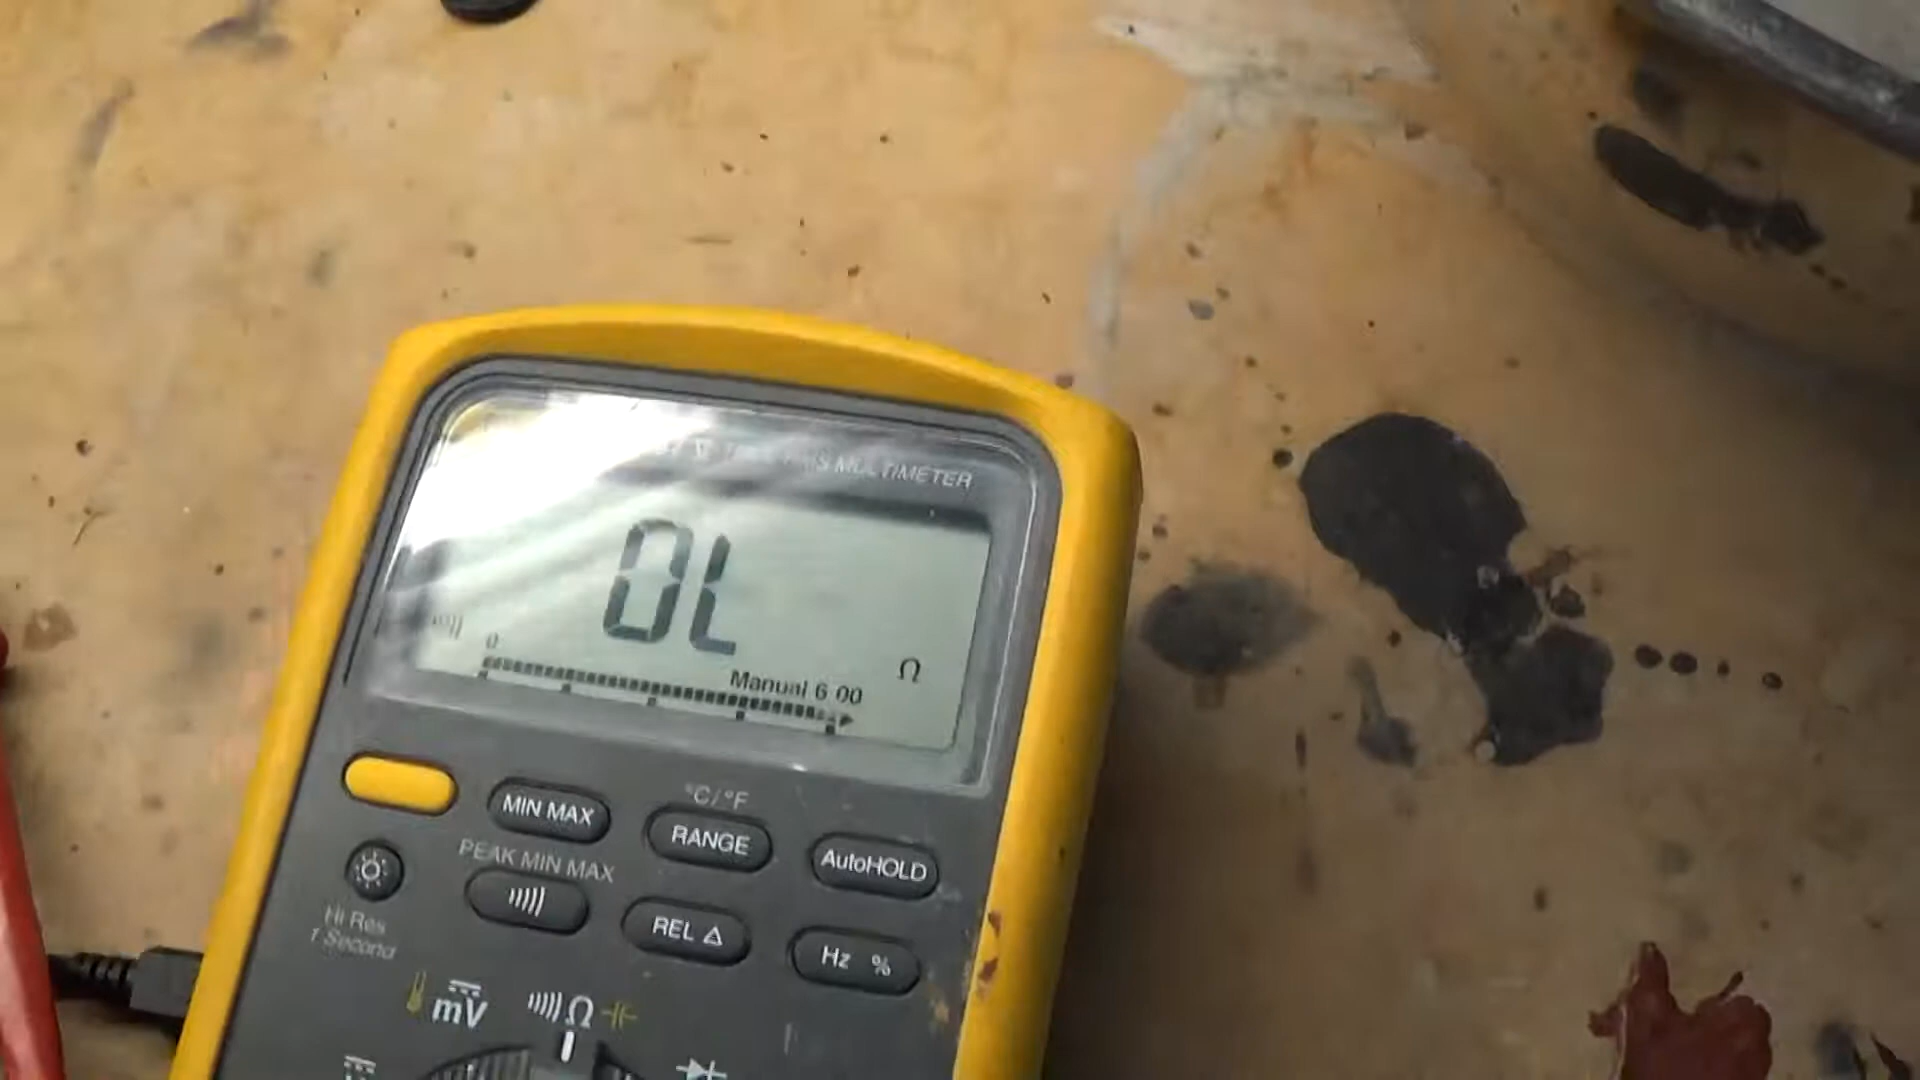 V MULTIMETER
OL
0
Manual 6 00
Ω
MIN MAX
°C/°F
RANGE
AutoHOLD
PEAK MIN MAX
REL Δ
Hz %
Hi Res
1 Second
mV
Ω